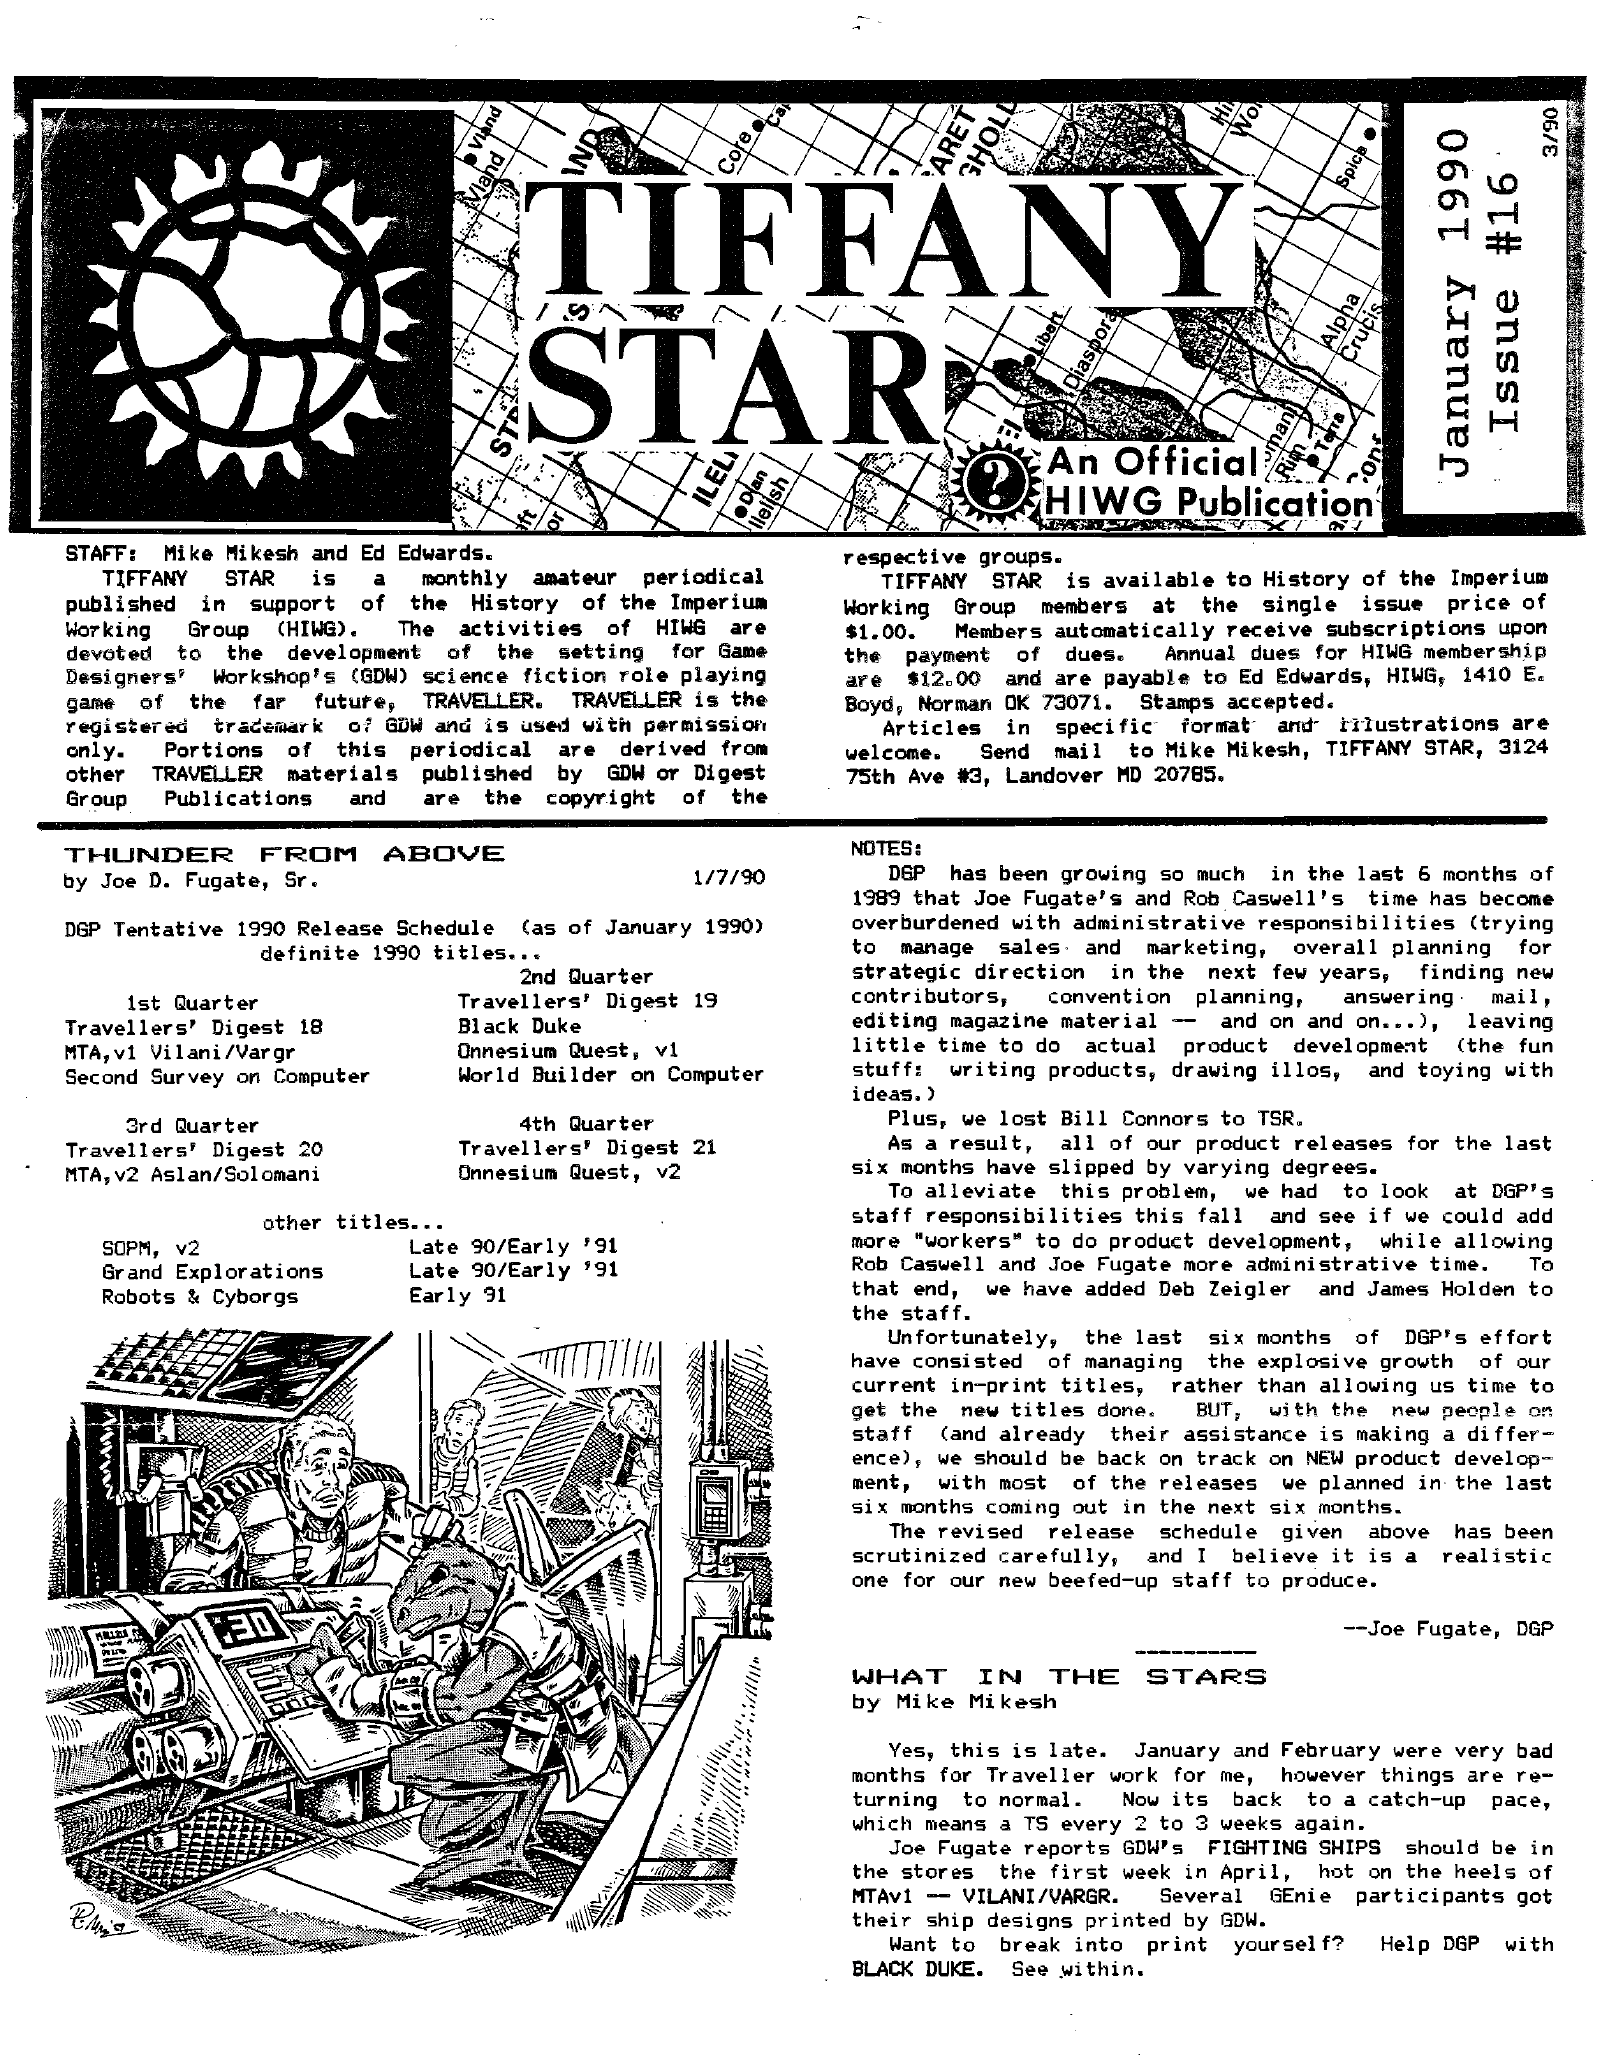 Vland
Vland
IND
Core
Cap
ARET
GHOLL
Spica
TIFFANY
STAR
Libert
Diaspora
Alpha
Crucis
ILEL
Dlan
Ileish
Terra
An Official
HIWG Publication
January 1990
Issue #16
3/90
STAFF: Mike Mikesh and Ed Edwards.
TIFFANY STAR is a monthly amateur periodical
published in support of the History of the Imperium
Working Group (HIWG). The activities of HIWG are
devoted to the development of the setting for Game
Designers' Workshop's (GDW) science fiction role playing
game of the far future, TRAVELLER. TRAVELLER is the
registered trademark of GDW and is used with permission
only. Portions of this periodical are derived from
other TRAVELLER materials published by GDW or Digest
Group Publications and are the copyright of the
respective groups.
TIFFANY STAR is available to History of the Imperium
Working Group members at the single issue price of
$1.00. Members automatically receive subscriptions upon
the payment of dues. Annual dues for HIWG membership
are $12.00 and are payable to Ed Edwards, HIWG, 1410 E.
Boyd, Norman OK 73071. Stamps accepted.
Articles in specific format and illustrations are
welcome. Send mail to Mike Mikesh, TIFFANY STAR, 3124
75th Ave #3, Landover MD 20785.
THUNDER FROM ABOVE
by Joe D. Fugate, Sr. 1/7/90
DGP Tentative 1990 Release Schedule (as of January 1990)
definite 1990 titles...
2nd Quarter
1st Quarter Travellers' Digest 19
Travellers' Digest 18 Black Duke
MTA,v1 Vilani/Vargr Onnesium Quest, v1
Second Survey on Computer World Builder on Computer
3rd Quarter 4th Quarter
Travellers' Digest 20 Travellers' Digest 21
MTA,v2 Aslan/Solomani Onnesium Quest, v2
other titles...
SOPM, v2 Late 90/Early '91
Grand Explorations Late 90/Early '91
Robots & Cyborgs Early 91
:30
NOTES:
DGP has been growing so much in the last 6 months of
1989 that Joe Fugate's and Rob Caswell's time has become
overburdened with administrative responsibilities (trying
to manage sales and marketing, overall planning for
strategic direction in the next few years, finding new
contributors, convention planning, answering mail,
editing magazine material -- and on and on...), leaving
little time to do actual product development (the fun
stuff: writing products, drawing illos, and toying with
ideas.)
Plus, we lost Bill Connors to TSR.
As a result, all of our product releases for the last
six months have slipped by varying degrees.
To alleviate this problem, we had to look at DGP's
staff responsibilities this fall and see if we could add
more "workers" to do product development, while allowing
Rob Caswell and Joe Fugate more administrative time. To
that end, we have added Deb Zeigler and James Holden to
the staff.
Unfortunately, the last six months of DGP's effort
have consisted of managing the explosive growth of our
current in-print titles, rather than allowing us time to
get the new titles done. BUT, with the new people on
staff (and already their assistance is making a differ-
ence), we should be back on track on NEW product develop-
ment, with most of the releases we planned in the last
six months coming out in the next six months.
The revised release schedule given above has been
scrutinized carefully, and I believe it is a realistic
one for our new beefed-up staff to produce.
--Joe Fugate, DGP
WHAT IN THE STARS
by Mike Mikesh
Yes, this is late. January and February were very bad
months for Traveller work for me, however things are re-
turning to normal. Now its back to a catch-up pace,
which means a TS every 2 to 3 weeks again.
Joe Fugate reports GDW's FIGHTING SHIPS should be in
the stores the first week in April, hot on the heels of
MTAv1 -- VILANI/VARGR. Several GEnie participants got
their ship designs printed by GDW.
Want to break into print yourself? Help DGP with
BLACK DUKE. See within.